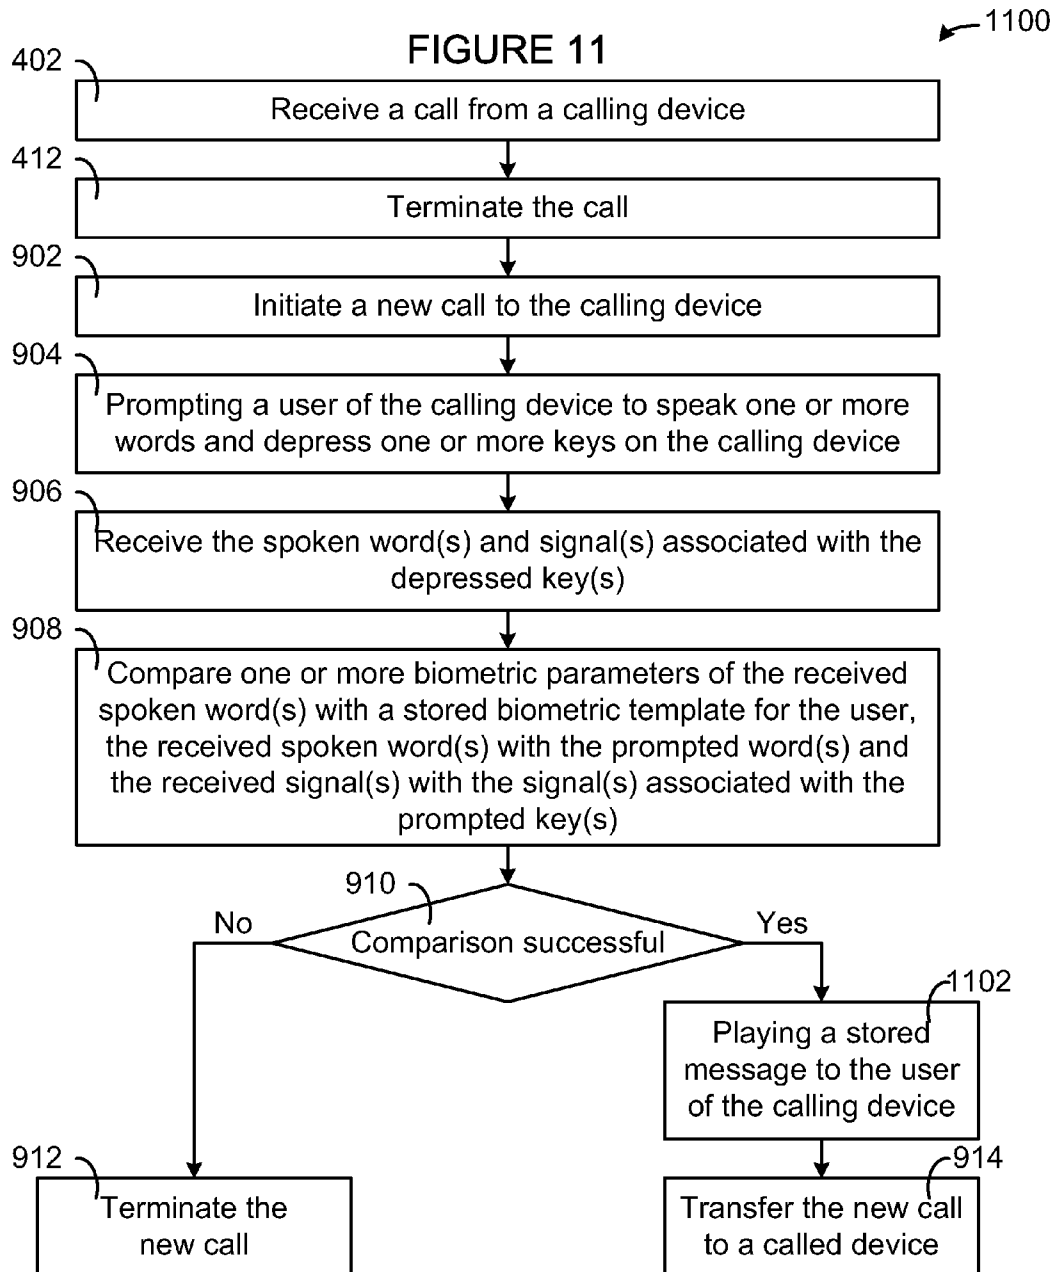 1100
FIGURE 11
402
Receive a call from a calling device
412
Terminate the call
902
Initiate a new call to the calling device
904
Prompting a user of the calling device to speak one or more
words and depress one or more keys on the calling device
906
Receive the spoken word(s) and signal(s) associated with the
depressed key(s)
908
Compare one or more biometric parameters of the received
spoken word(s) with a stored biometric template for the user,
the received spoken word(s) with the prompted word(s) and
the received signal(s) with the signal(s) associated with the
prompted key(s)
910
No
Comparison successful
Yes
1102
Playing a stored
message to the user
of the calling device
912
Terminate the
new call
914
Transfer the new call
to a called device